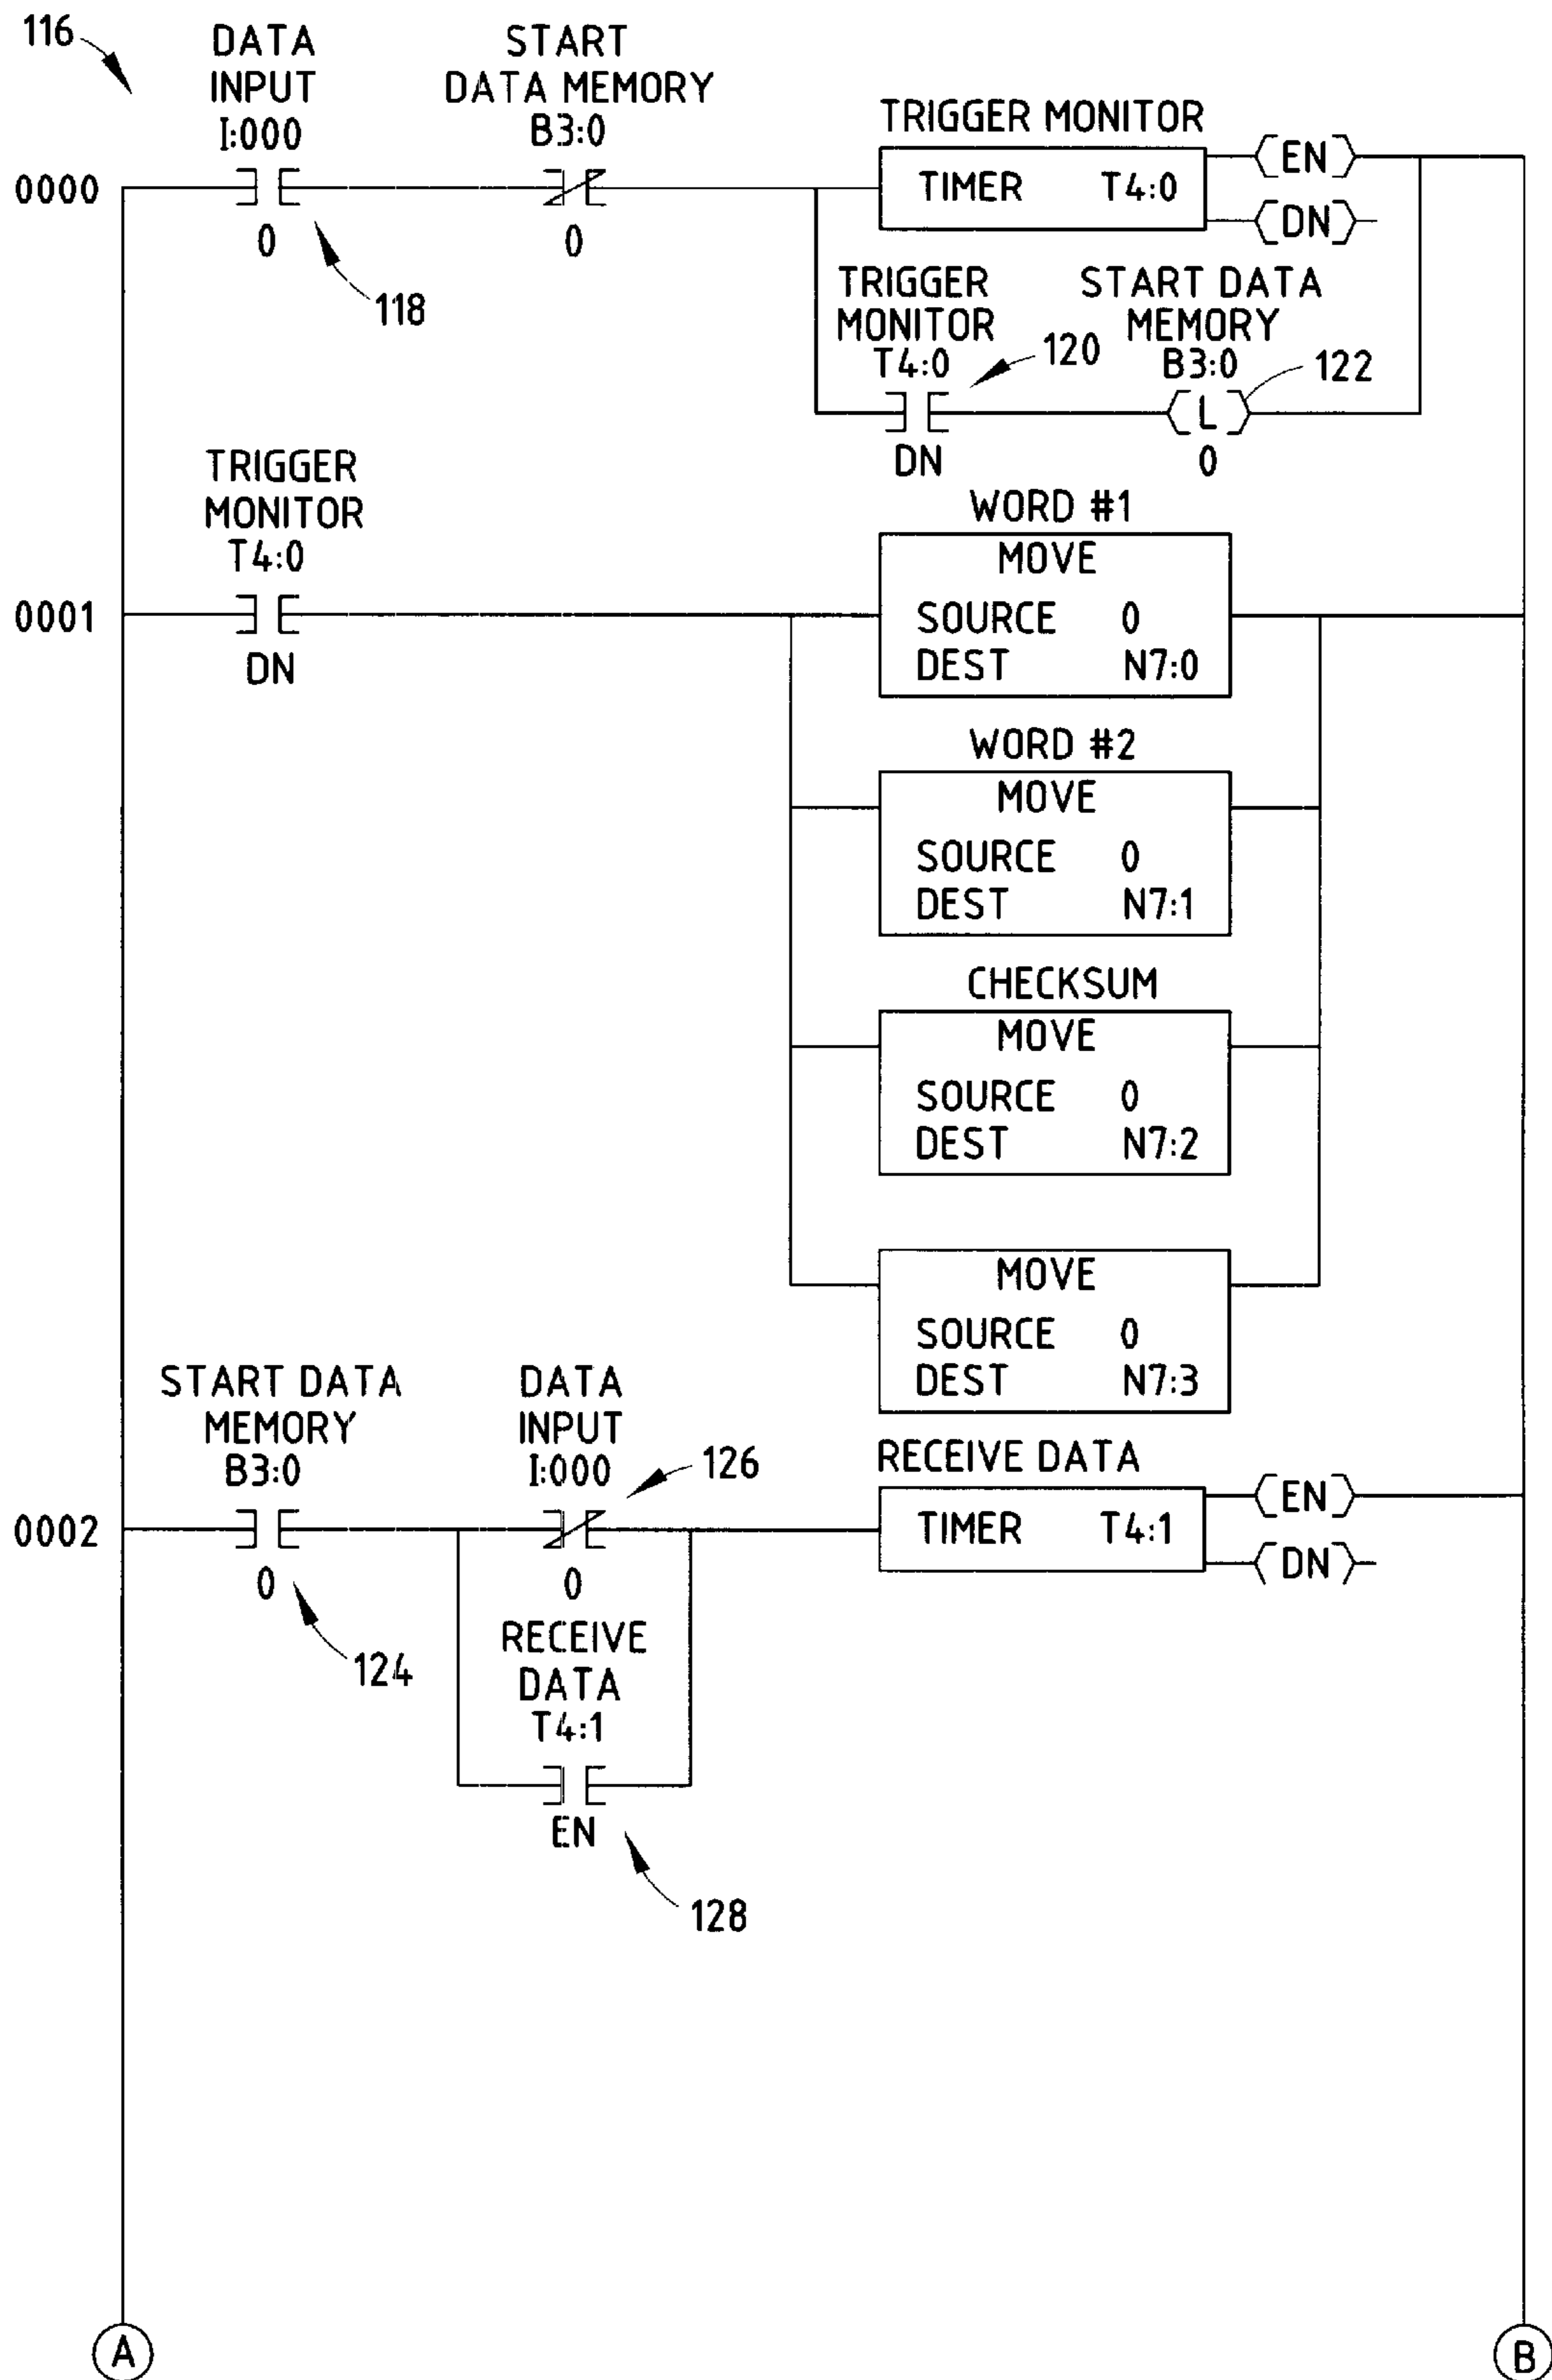 116
DATA
INPUT
I:000
0
118
START
DATA MEMORY
B3:0
0
TRIGGER MONITOR
TIMER T4:0
EN
DN
TRIGGER
MONITOR
T4:0
DN
120
START DATA
MEMORY
B3:0
L
0
122
0000
0001
TRIGGER
MONITOR
T4:0
DN
WORD #1
MOVE
SOURCE 0
DEST N7:0
WORD #2
MOVE
SOURCE 0
DEST N7:1
CHECKSUM
MOVE
SOURCE 0
DEST N7:2
MOVE
SOURCE 0
DEST N7:3
0002
START DATA
MEMORY
B3:0
0
124
DATA
INPUT
I:000
0
126
RECEIVE
DATA
T4:1
EN
128
RECEIVE DATA
TIMER T4:1
EN
DN
A
B